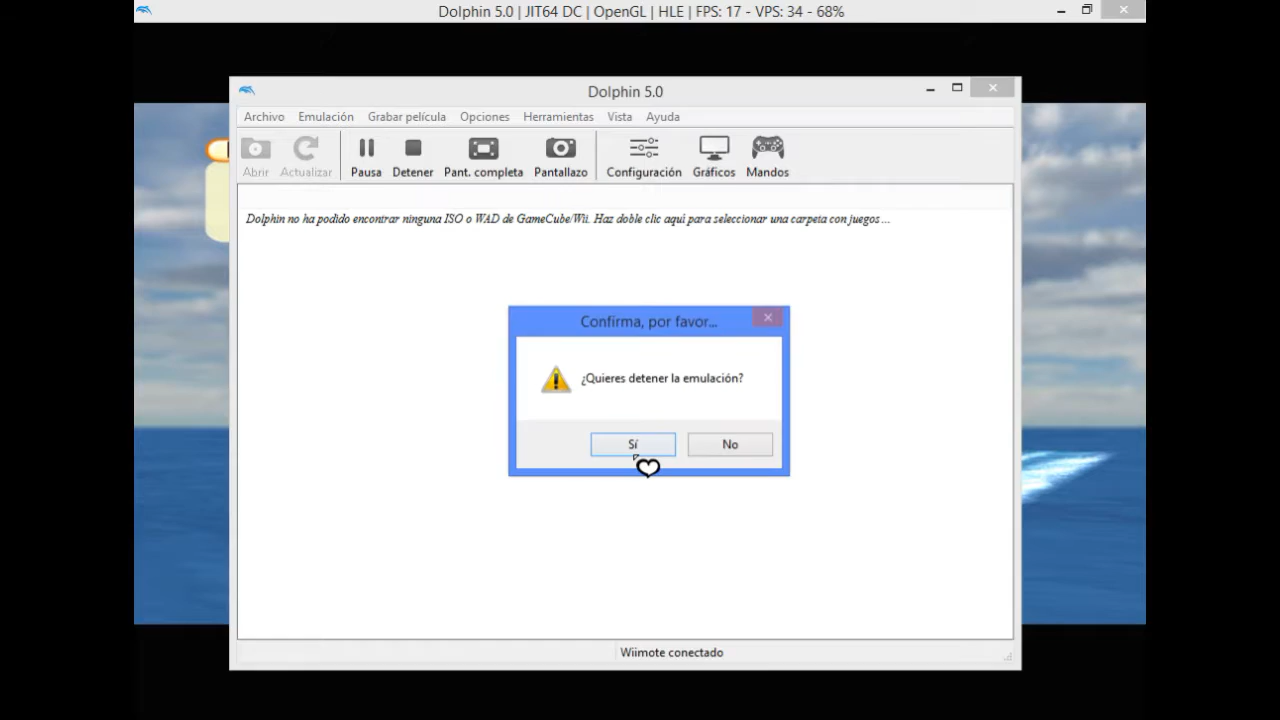 Dolphin 5.0 | JIT64 DC | OpenGL | HLE | FPS: 17 - VPS: 34 - 68%
Dolphin 5.0
Archivo Emulación Grabar película Opciones Herramientas Vista Ayuda
Abrir Actualizar Pausa Detener Pant. completa Pantallazo Configuración Gráficos Mandos
Dolphin no ha podido encontrar ninguna ISO o WAD de GameCube/Wii. Haz doble clic aquí para seleccionar una carpeta con juegos...
Confirma, por favor...
¿Quieres detener la emulación?
Sí No
Wiimote conectado